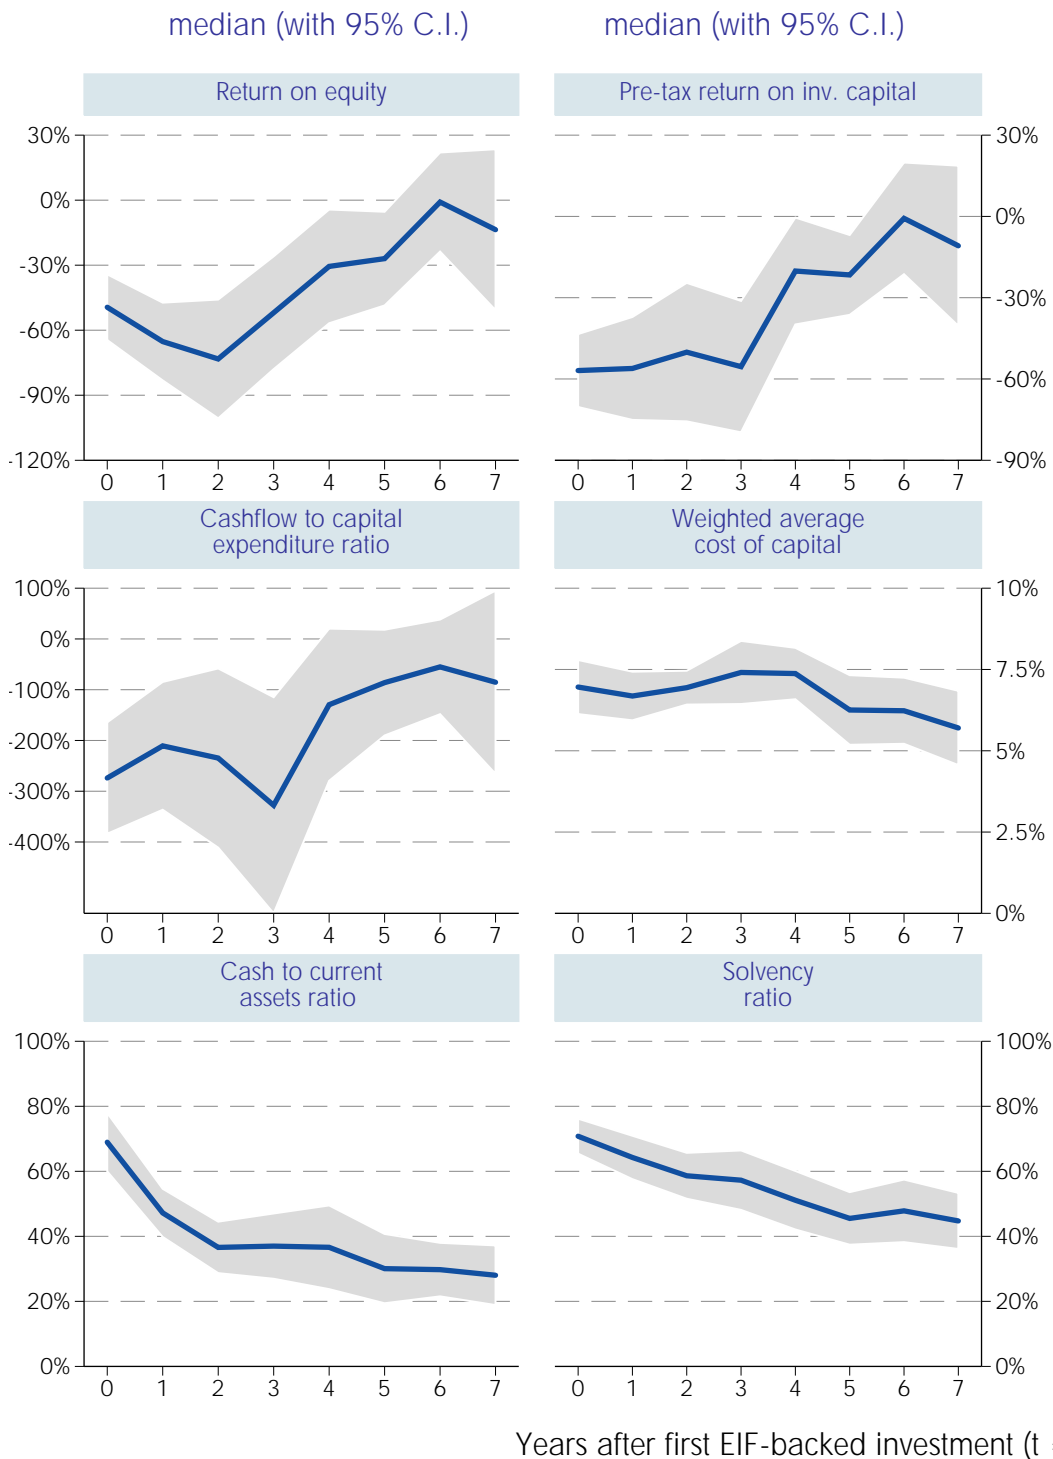 median (with 95% C.I.)
median (with 95% C.I.)
Return on equity
Pre-tax return on inv. capital
30%
0%
-30%
-60%
-90%
-120%
30%
0%
-30%
-60%
-90%
0 1 2 3 4 5 6 7
0 1 2 3 4 5 6 7
Cashflow to capital
expenditure ratio
Weighted average
cost of capital
100%
0%
-100%
-200%
-300%
-400%
10%
7.5%
5%
2.5%
0%
0 1 2 3 4 5 6 7
0 1 2 3 4 5 6 7
Cash to current
assets ratio
Solvency
ratio
100%
80%
60%
40%
20%
0%
100%
80%
60%
40%
20%
0%
0 1 2 3 4 5 6 7
0 1 2 3 4 5 6 7
Years after first EIF-backed investment (t